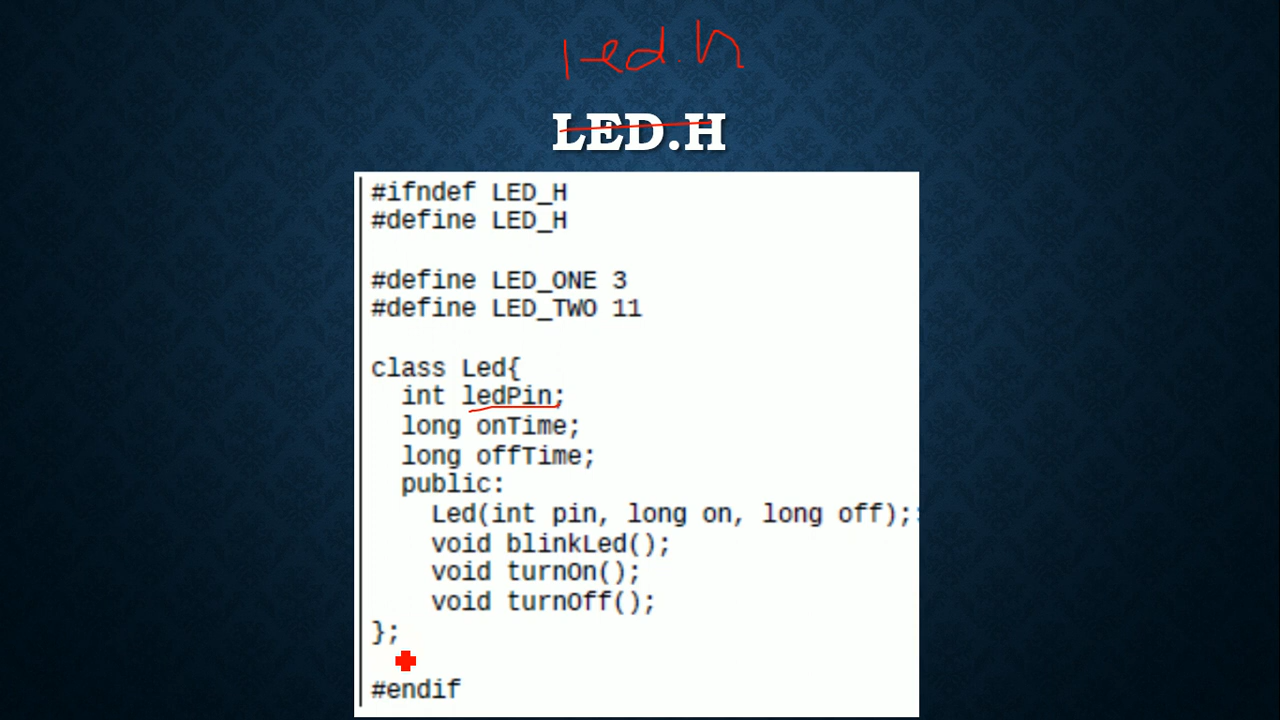 led.h
LED.H
#ifndef LED_H
#define LED_H
#define LED_ONE 3
#define LED_TWO 11
class Led{
int ledPin;
long onTime;
long offTime;
public:
Led(int pin, long on, long off);
void blinkLed();
void turnOn();
void turnOff();
};
#endif